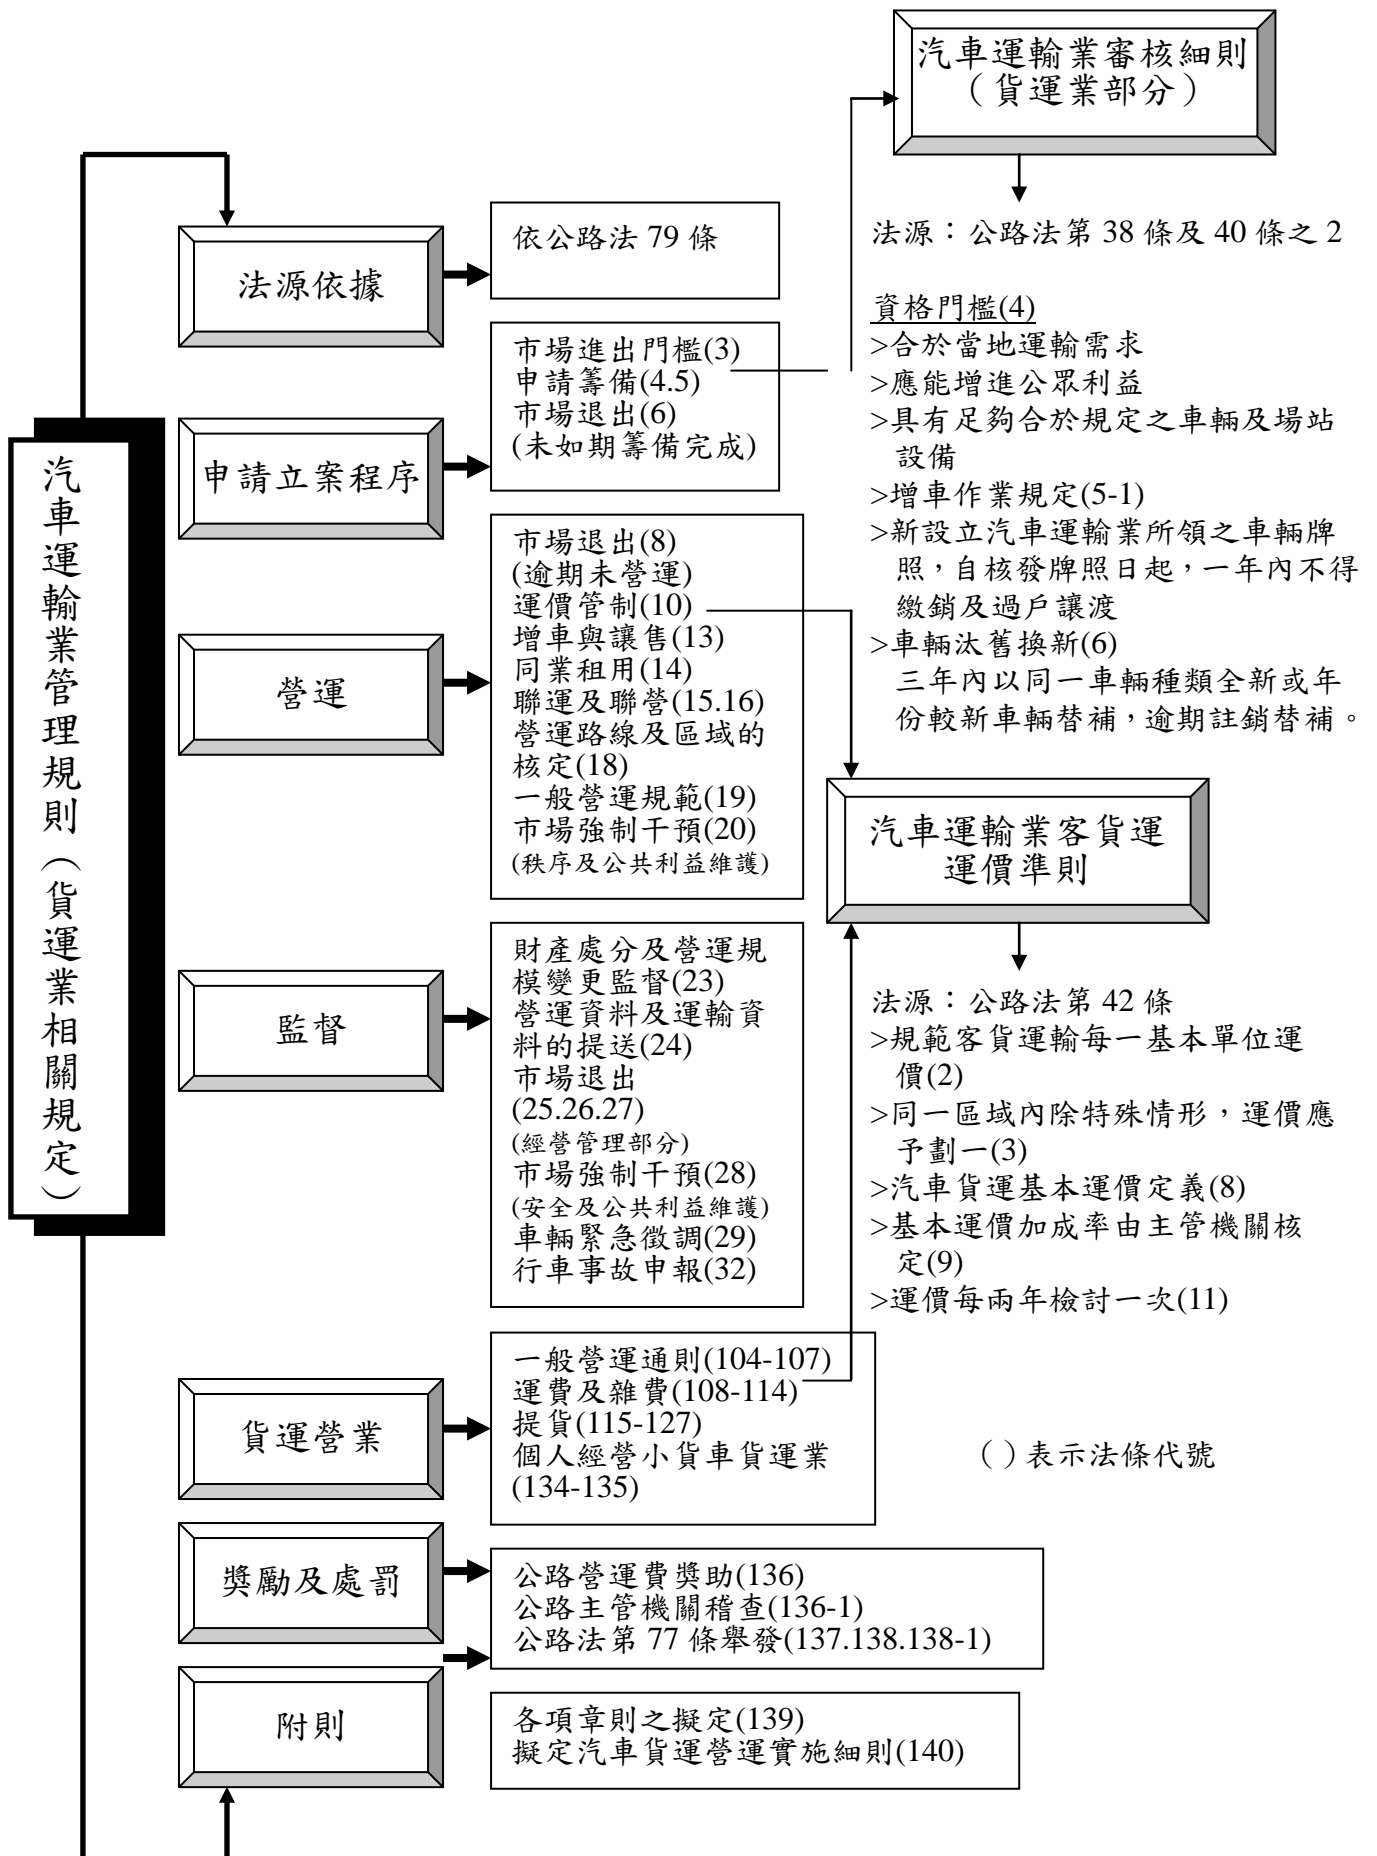 汽車運輸業審核細則
（貨運業部分）
法源：公路法第 38 條及 40 條之 2
資格門檻(4)
>合於當地運輸需求
>應能增進公眾利益
>具有足夠合於規定之車輛及場站
設備
>增車作業規定(5-1)
>新設立汽車運輸業所領之車輛牌
照，自核發牌照日起，一年內不得
繳銷及過戶讓渡
>車輛汰舊換新(6)
三年內以同一車輛種類全新或年
份較新車輛替補，逾期註銷替補。
汽車運輸業管理規則（貨運業相關規定）
法源依據
依公路法 79 條
申請立案程序
市場進出門檻(3)
申請籌備(4.5)
市場退出(6)
(未如期籌備完成)
營運
市場退出(8)
(逾期未營運)
運價管制(10)
增車與讓售(13)
同業租用(14)
聯運及聯營(15.16)
營運路線及區域的
核定(18)
一般營運規範(19)
市場強制干預(20)
(秩序及公共利益維護)
汽車運輸業客貨運
運價準則
法源：公路法第 42 條
>規範客貨運輸每一基本單位運
價(2)
>同一區域內除特殊情形，運價應
予劃一(3)
>汽車貨運基本運價定義(8)
>基本運價加成率由主管機關核
定(9)
>運價每兩年檢討一次(11)
監督
財產處分及營運規
模變更監督(23)
營運資料及運輸資
料的提送(24)
市場退出
(25.26.27)
(經營管理部分)
市場強制干預(28)
(安全及公共利益維護)
車輛緊急徵調(29)
行車事故申報(32)
貨運營業
一般營運通則(104-107)
運費及雜費(108-114)
提貨(115-127)
個人經營小貨車貨運業
(134-135)
（）表示法條代號
獎勵及處罰
公路營運費獎助(136)
公路主管機關稽查(136-1)
公路法第 77 條舉發(137.138.138-1)
附則
各項章則之擬定(139)
擬定汽車貨運營運實施細則(140)